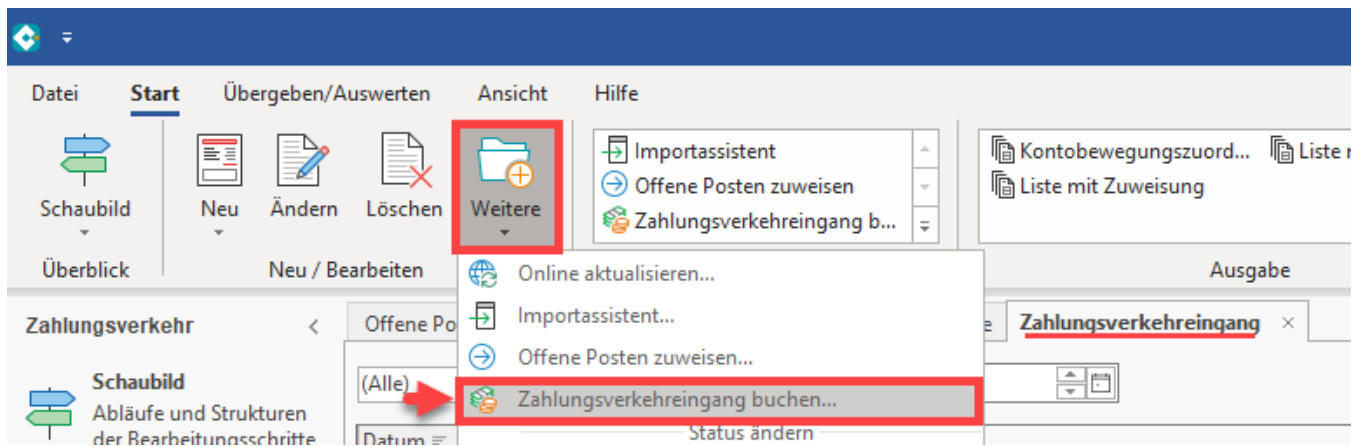 Datei Start Übergeben/Auswerten Ansicht Hilfe
Importassistent
Offene Posten zuweisen
Zahlungsverkehreingang b...
Kontobewegungszuord... Liste
Liste mit Zuweisung
Schaubild Neu Ändern Löschen Weitere
Überblick Neu / Bearbeiten Ausgabe
Online aktualisieren...
Importassistent...
Offene Posten zuweisen...
Zahlungsverkehreingang buchen...
Status ändern
Zahlungsverkehr Offene Po e Zahlungsverkehreingang
Schaubild
Abläufe und Strukturen
der Bearbeitungsschritte
(Alle)
Datum